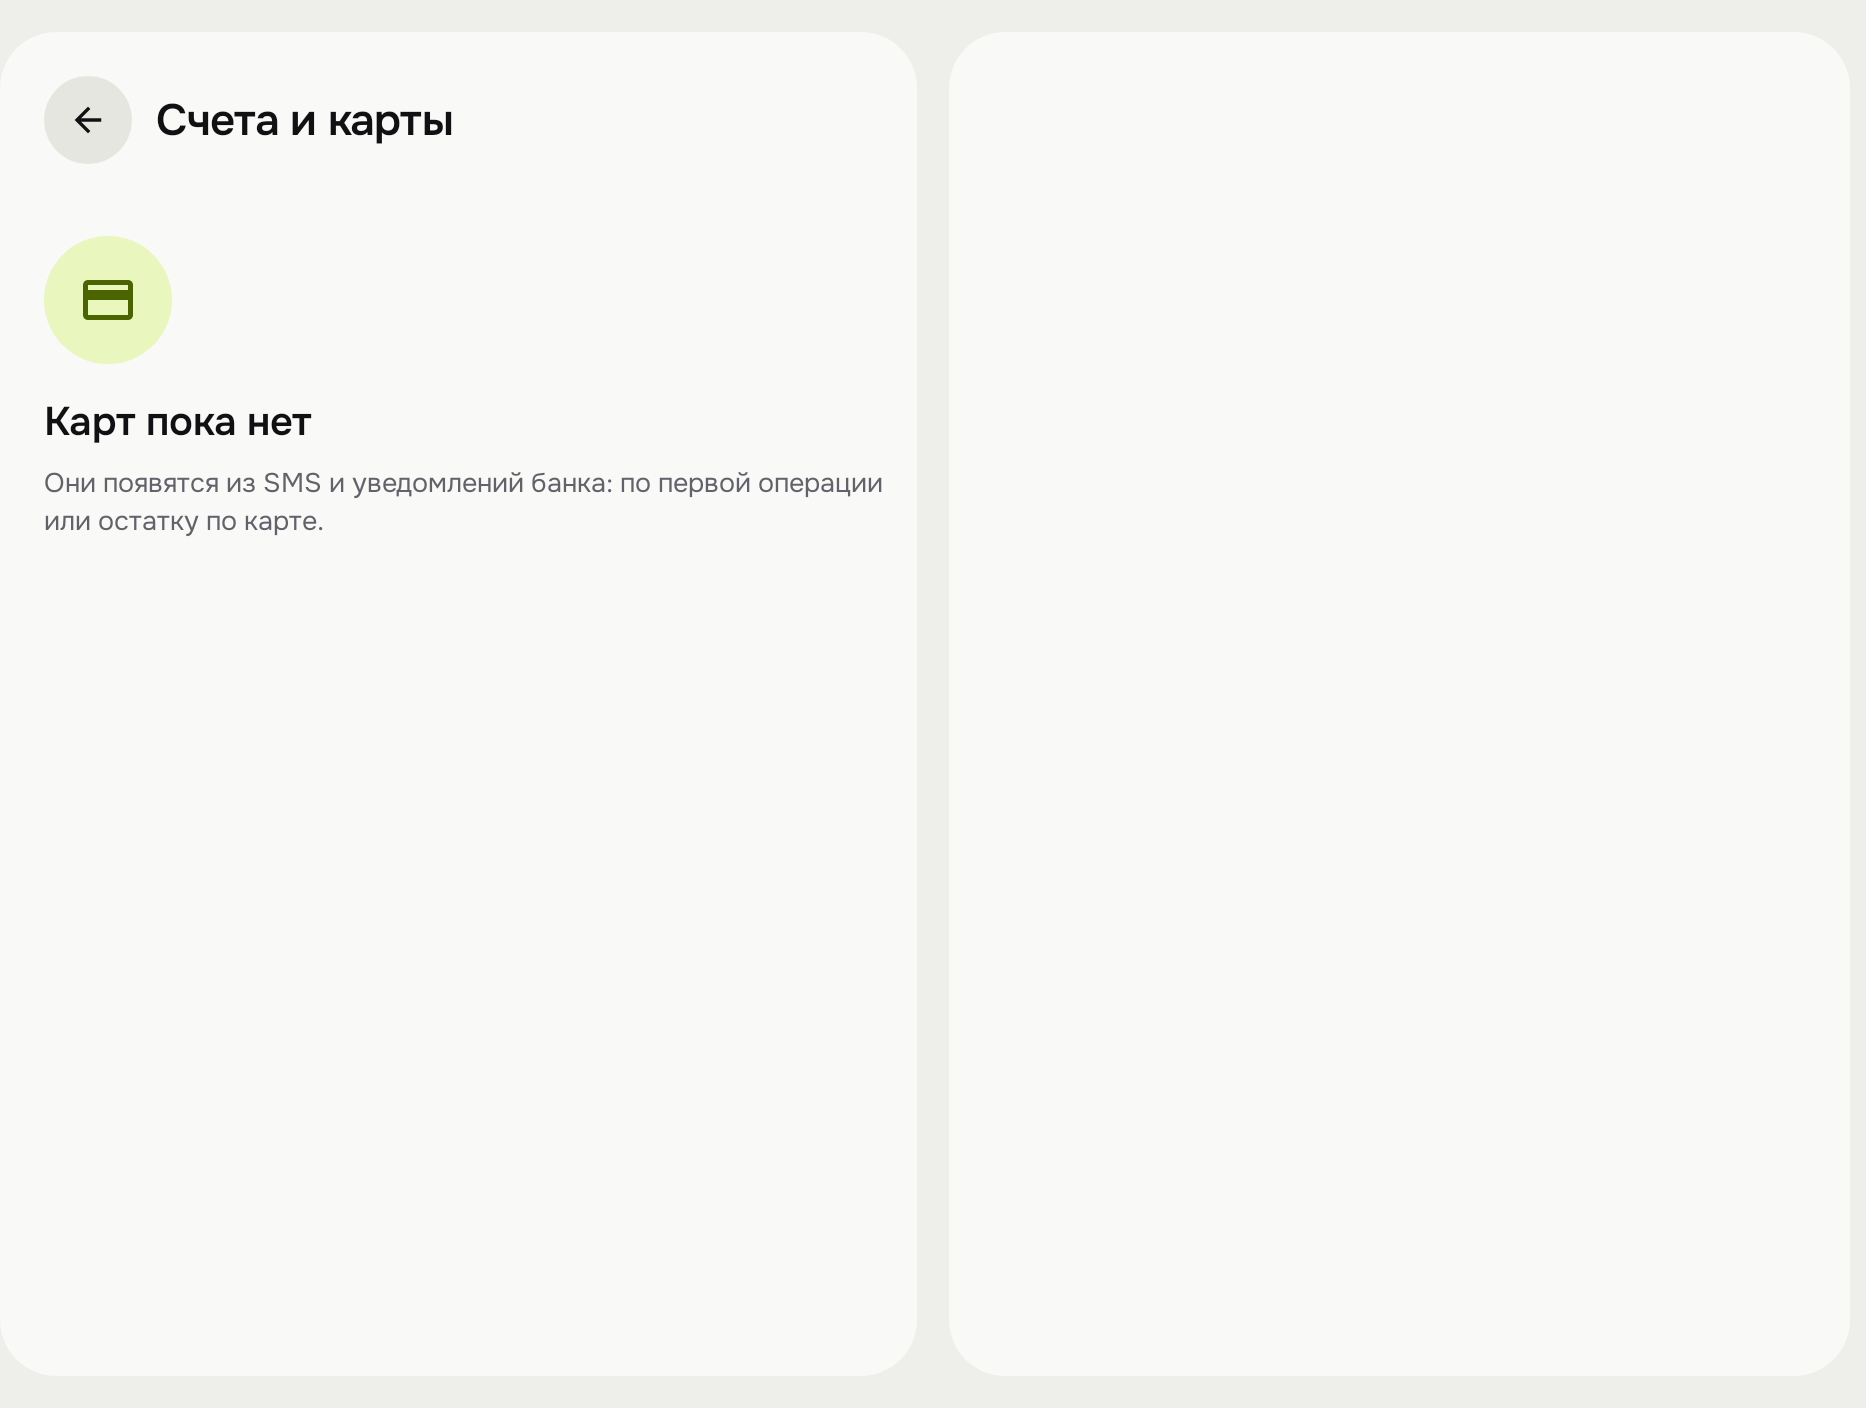 Счета и карты
Карт пока нет
Они появятся из SMS и уведомлений банка: по первой операции
или остатку по карте.